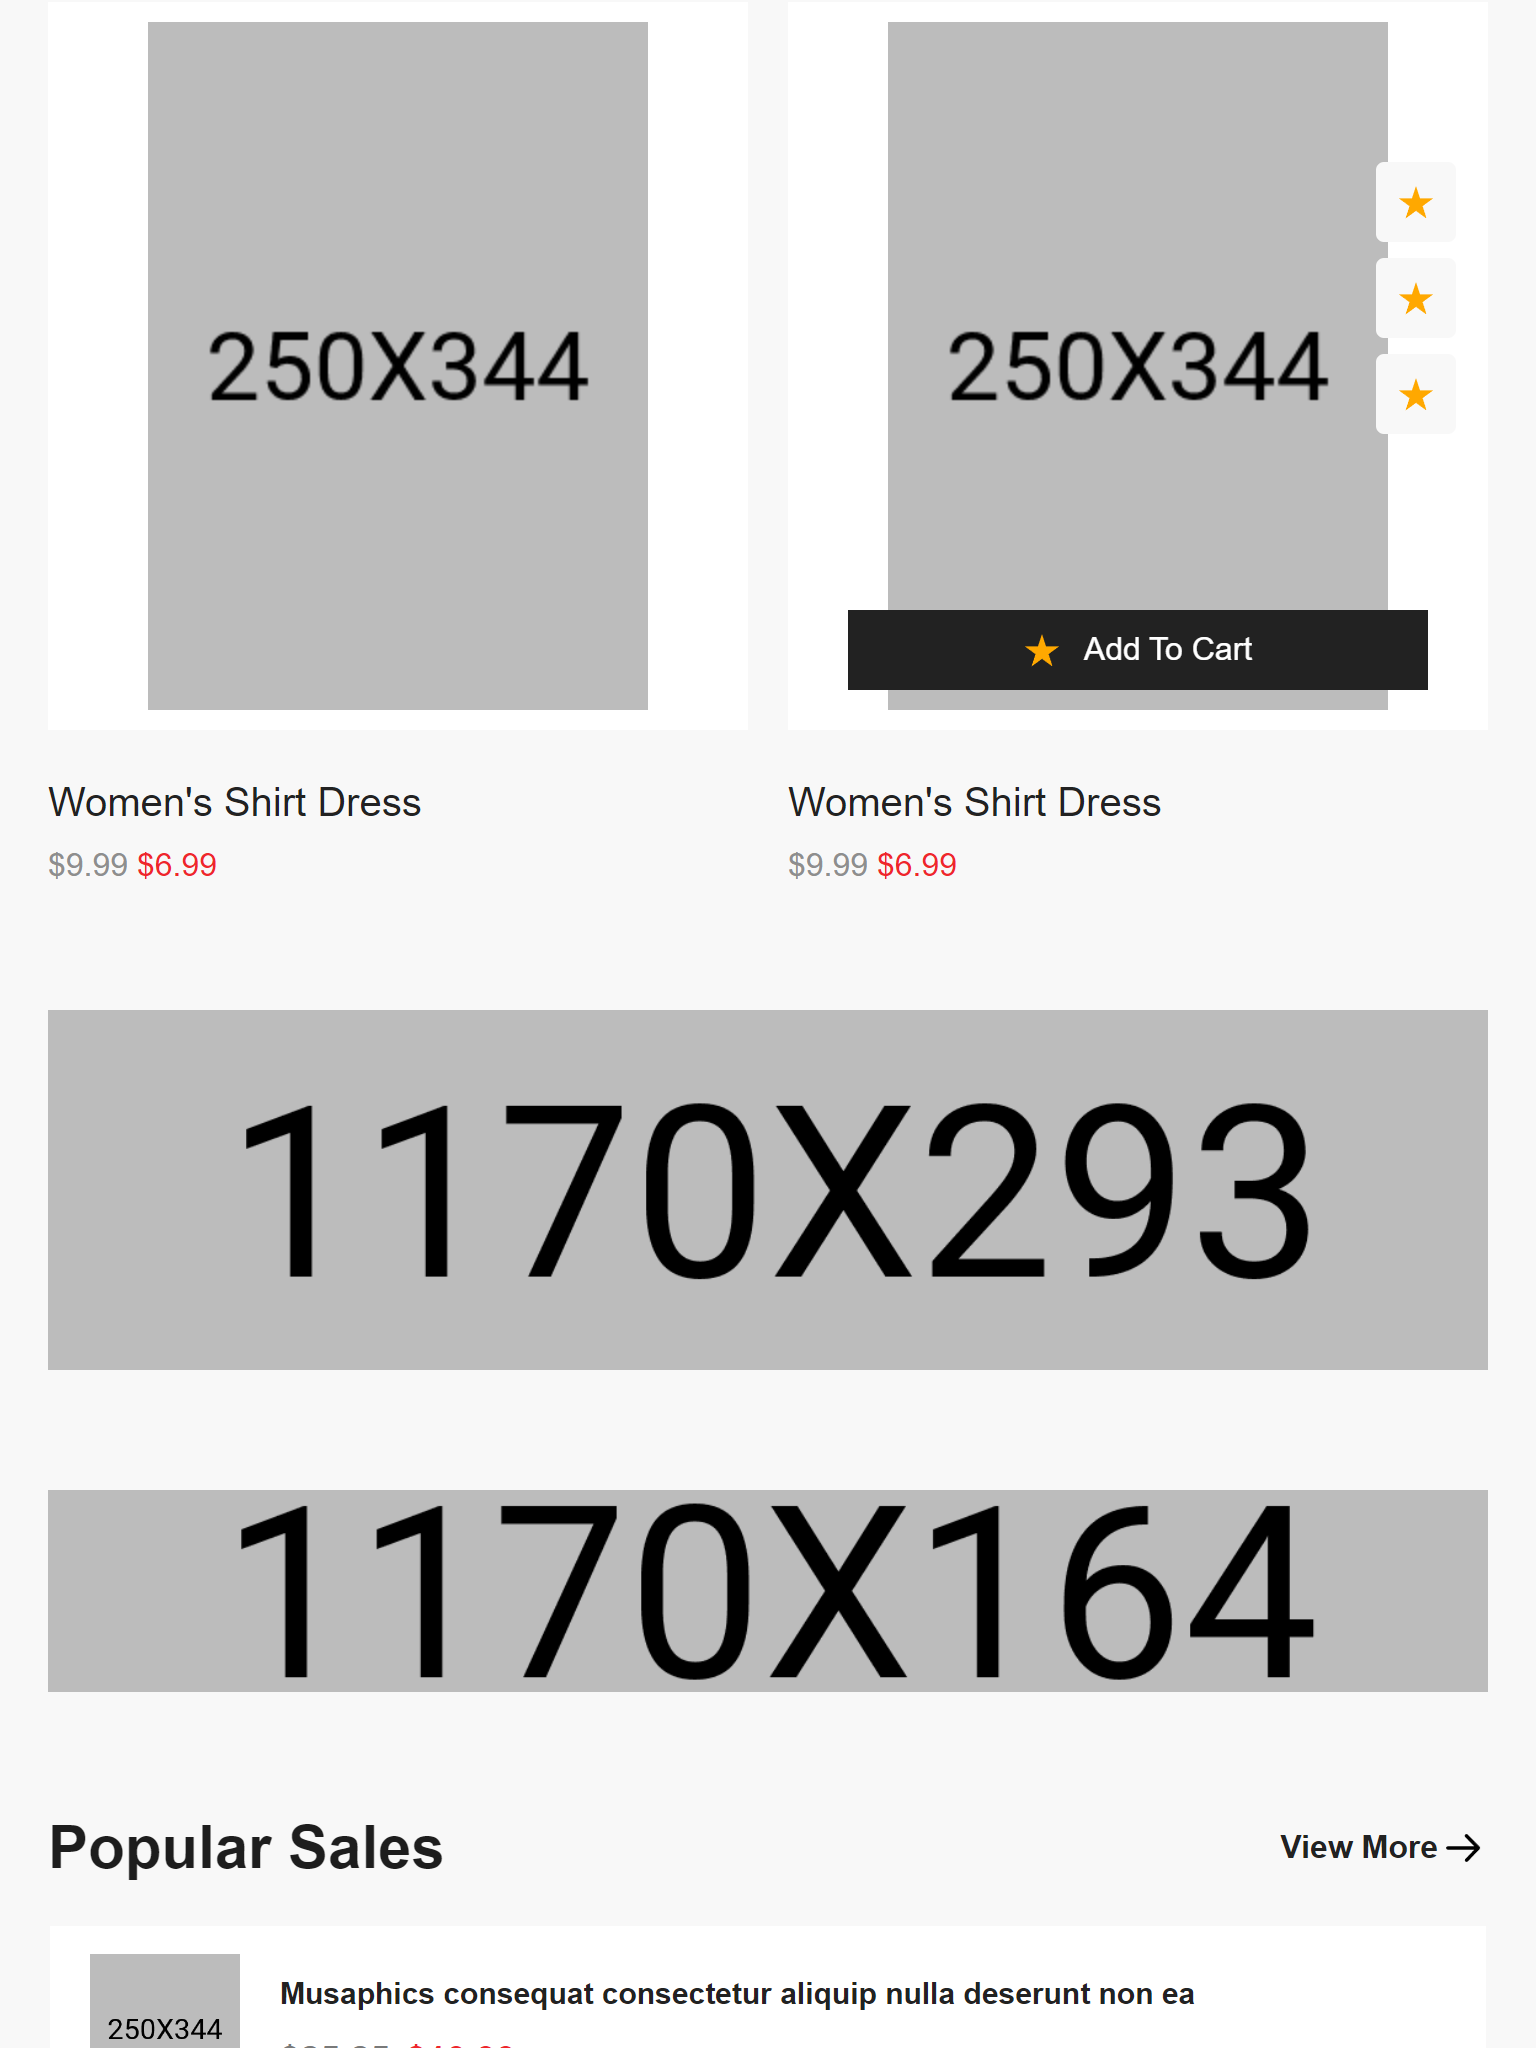 250X344
250X344
Add To Cart
Women's Shirt Dress
$9.99 $6.99
Women's Shirt Dress
$9.99 $6.99
1170X293
1170X164
Popular Sales
View More
Musaphics consequat consectetur aliquip nulla deserunt non ea
250X344